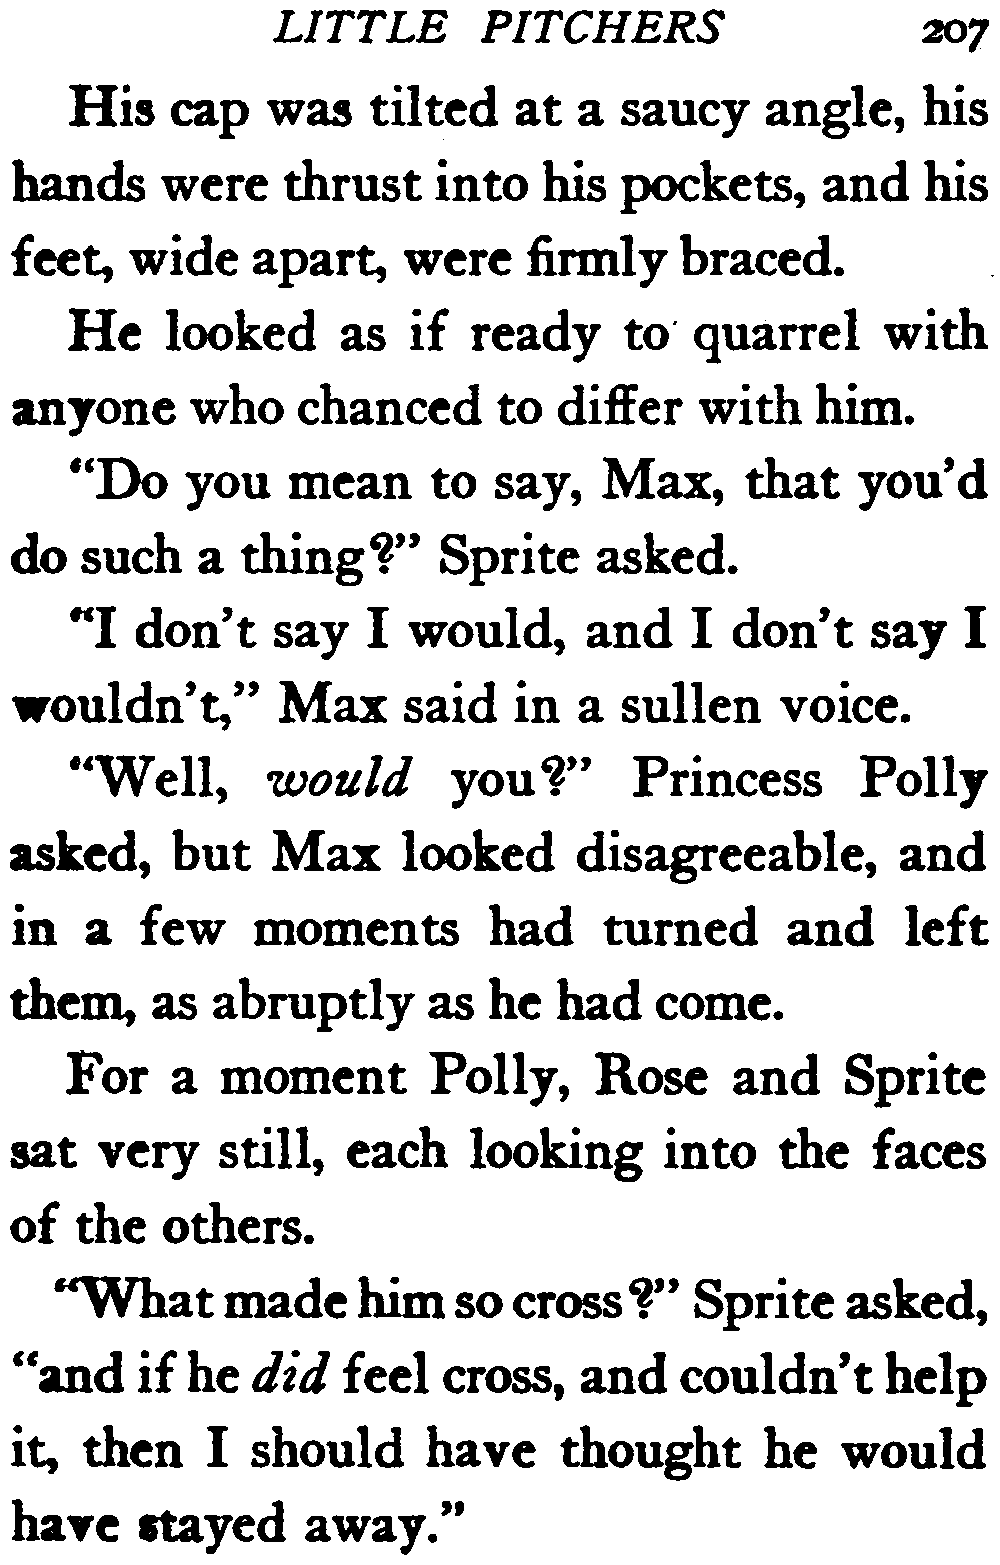 LITTLE PITCHERS 207
His cap was tilted at a saucy angle, his
hands were thrust into his pockets, and his
feet, wide apart, were firmly braced.
He looked as if ready to quarrel with
anyone who chanced to differ with him.
"Do you mean to say, Max, that you'd
do such a thing?" Sprite asked.
"I don't say I would, and I don't say I
wouldn't," Max said in a sullen voice.
"Well, would you?" Princess Polly
asked, but Max looked disagreeable, and
in a few moments had turned and left
them, as abruptly as he had come.
For a moment Polly, Rose and Sprite
sat very still, each looking into the faces
of the others.
"What made him so cross?" Sprite asked,
"and if he did feel cross, and couldn't help
it, then I should have thought he would
have stayed away."